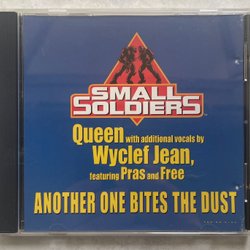 SMALL
SOLDIERS
Queen with additional vocals by
Wyclef Jean,
featuring Pras and Free
ANOTHER ONE BITES THE DUST